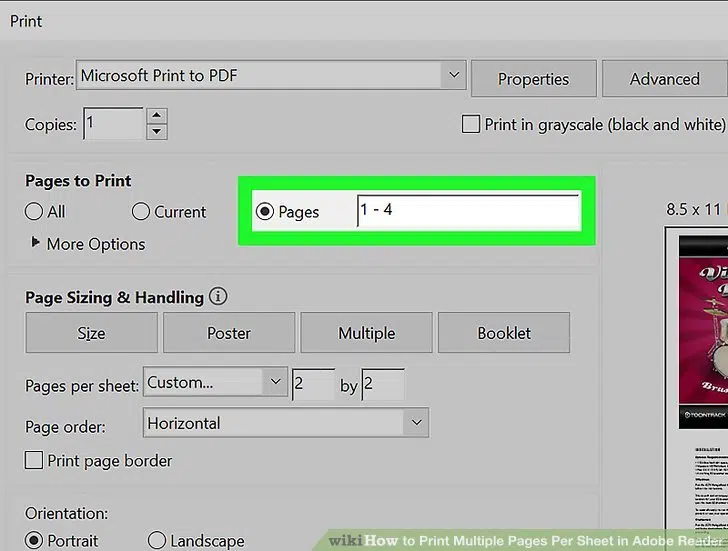 Print
Printer: Microsoft Print to PDF Properties Advanced
Copies: 1 Print in grayscale (black and white)
Pages to Print
All Current Pages 1 - 4 8.5 x 11
More Options
Page Sizing & Handling
Size Poster Multiple Booklet
Pages per sheet: Custom... 2 by 2
Page order: Horizontal
Print page border
TOONTRACK
Orientation:
Portrait Landscape
wikiHow to Print Multiple Pages Per Sheet in Adobe Reader